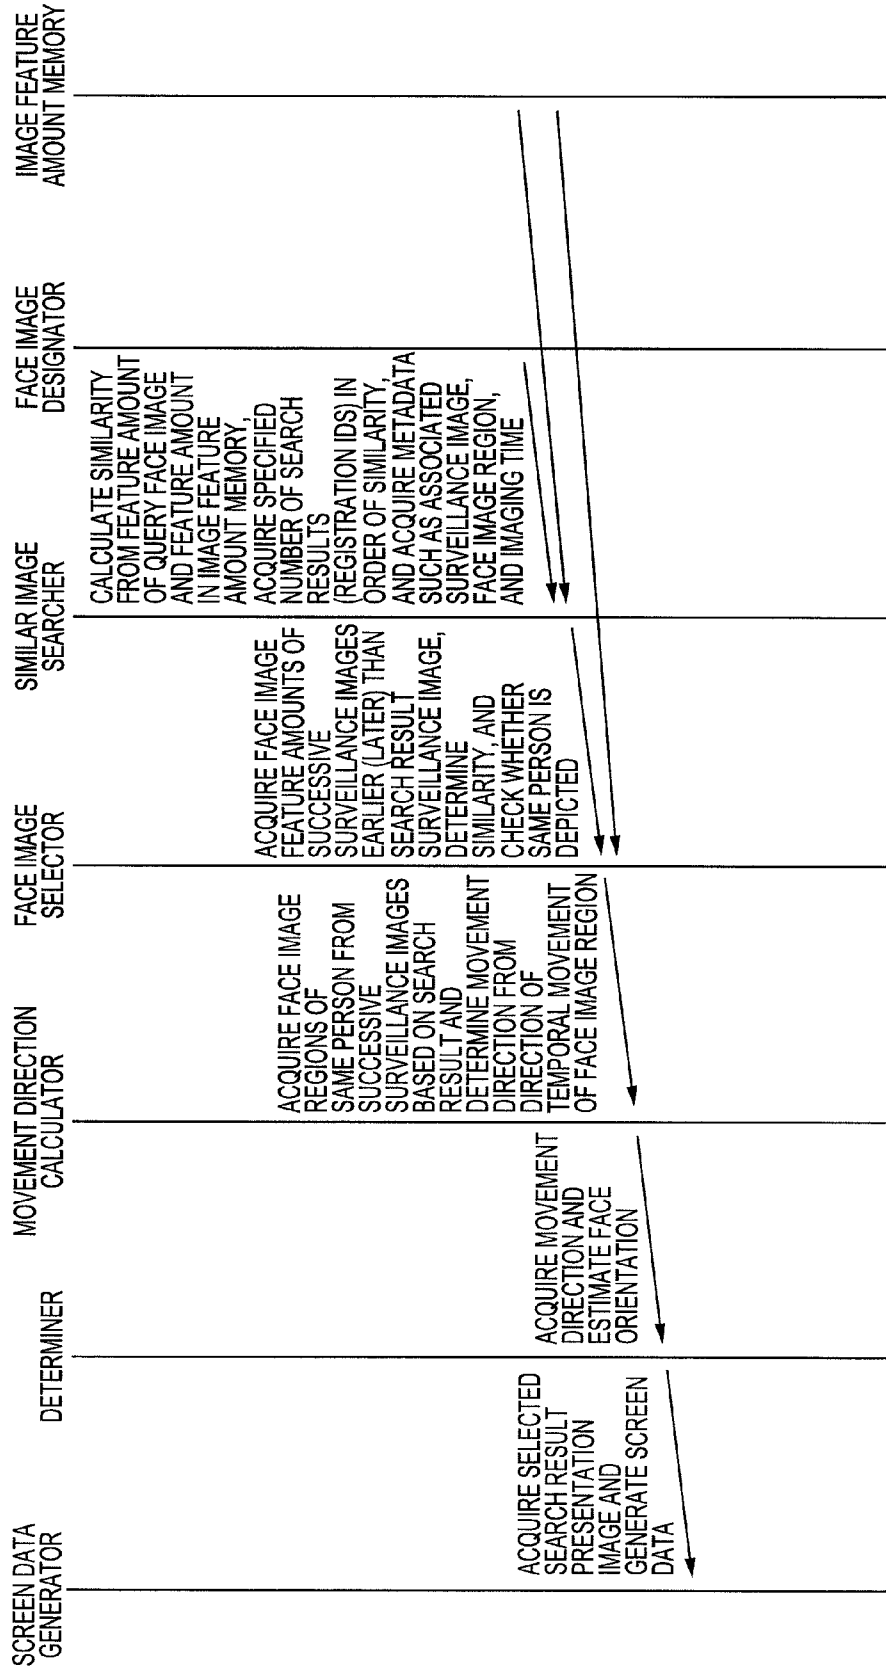 SCREEN DATA
GENERATOR
DETERMINER
MOVEMENT DIRECTION
CALCULATOR
FACE IMAGE
SELECTOR
SIMILAR IMAGE
SEARCHER
FACE IMAGE
DESIGNATOR
IMAGE FEATURE
AMOUNT MEMORY
CALCULATE SIMILARITY
FROM FEATURE AMOUNT
OF QUERY FACE IMAGE
AND FEATURE AMOUNT
IN IMAGE FEATURE
AMOUNT MEMORY,
ACQUIRE SPECIFIED
NUMBER OF SEARCH
RESULTS
(REGISTRATION IDS) IN
ORDER OF SIMILARITY,
AND ACQUIRE METADATA
SUCH AS ASSOCIATED
SURVEILLANCE IMAGE,
FACE IMAGE REGION,
AND IMAGING TIME
ACQUIRE FACE IMAGE
FEATURE AMOUNTS OF
SUCCESSIVE
SURVEILLANCE IMAGES
EARLIER (LATER) THAN
SEARCH RESULT
SURVEILLANCE IMAGE,
DETERMINE
SIMILARITY, AND
CHECK WHETHER
SAME PERSON IS
DEPICTED
ACQUIRE FACE IMAGE
REGIONS OF
SAME PERSON FROM
SUCCESSIVE
SURVEILLANCE IMAGES
BASED ON SEARCH
RESULT AND
DETERMINE MOVEMENT
DIRECTION FROM
DIRECTION OF
TEMPORAL MOVEMENT
OF FACE IMAGE REGION
ACQUIRE MOVEMENT
DIRECTION AND
ESTIMATE FACE
ORIENTATION
ACQUIRE SELECTED
SEARCH RESULT
PRESENTATION
IMAGE AND
GENERATE SCREEN
DATA